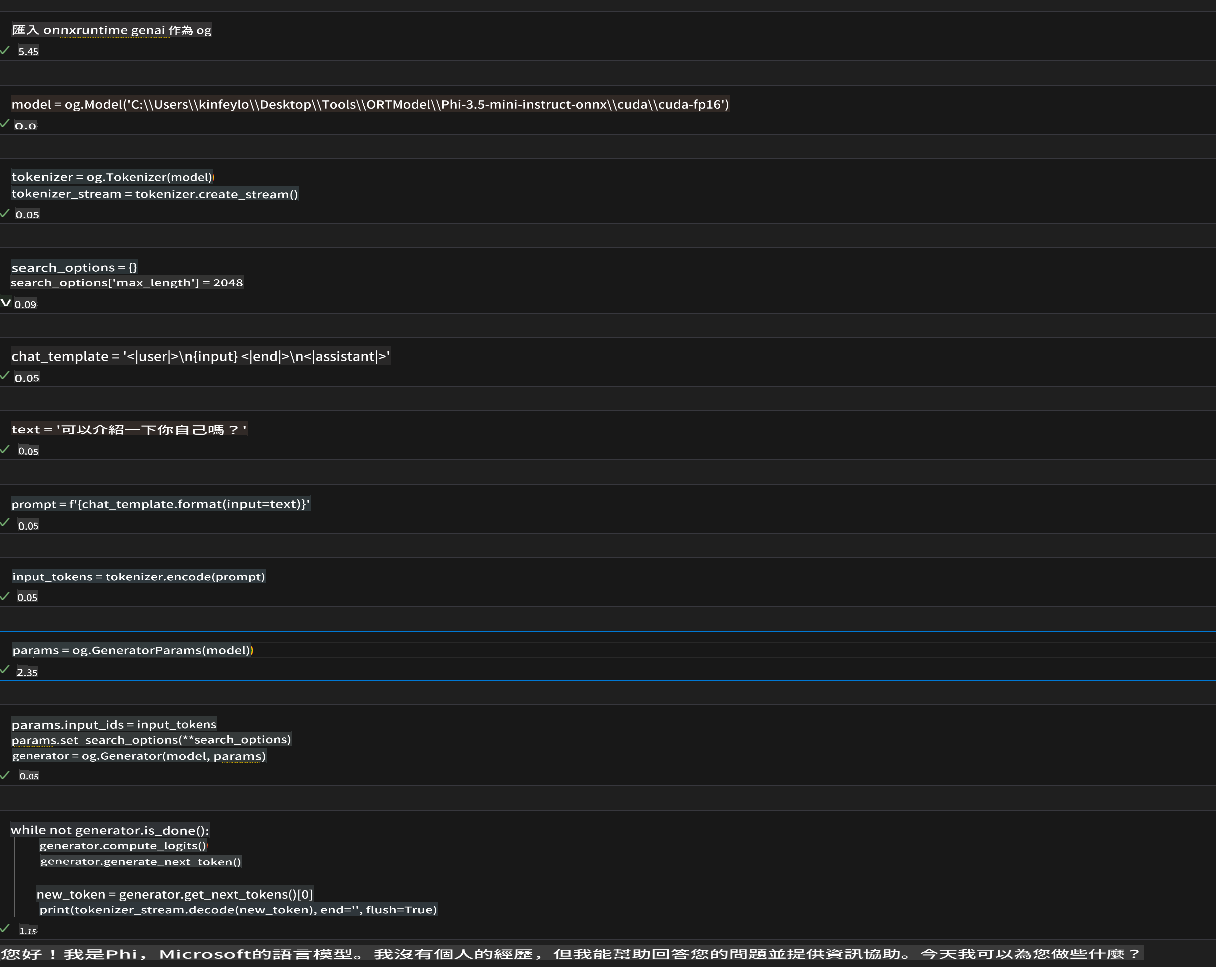 匯入 onnxruntime genai 作為 og
5.45
model = og.Model('C:\\Users\\kinfeylo\\Desktop\\Tools\\ORTModel\\Phi-3.5-mini-instruct-onnx\\cuda\\cuda-fp16')
0.0
tokenizer = og.Tokenizer(model)
tokenizer_stream = tokenizer.create_stream()
0.05
search_options = {}
search_options['max_length'] = 2048
0.09
chat_template = '<|user|>\n{input} <|end|>\n<|assistant|>'
0.05
text = '可以介紹一下你自己嗎？'
0.05
prompt = f'{chat_template.format(input=text)}'
0.05
input_tokens = tokenizer.encode(prompt)
0.05
params = og.GeneratorParams(model))
2.35
params.input_ids = input_tokens
params.set_search_options(**search_options)
generator = og.Generator(model, params)
0.05
while not generator.is_done():
generator.compute_logits()
generator.generate_next_token()
new_token = generator.get_next_tokens()[0]
print(tokenizer_stream.decode(new_token), end='', flush=True)
1.15
您好！我是Phi，Microsoft的語言模型。我沒有個人的經歷，但我能幫助回答您的問題並提供資訊協助。今天我可以為您做些什麼？